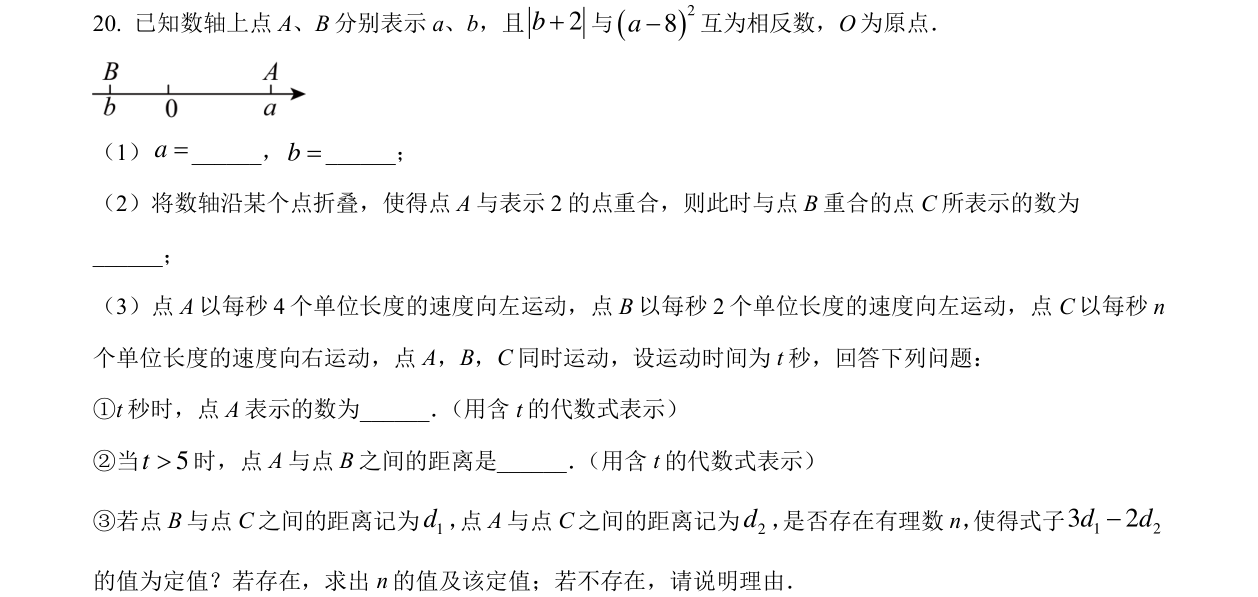 20. 已知数轴上点 A、B 分别表示 a、b，且|b+2|与(a−8)²互为相反数，O 为原点．
B A
b 0 a
（1）a = ______，b = ______；
（2）将数轴沿某个点折叠，使得点 A 与表示 2 的点重合，则此时与点 B 重合的点 C 所表示的数为
______；
（3）点 A 以每秒 4 个单位长度的速度向左运动，点 B 以每秒 2 个单位长度的速度向左运动，点 C 以每秒 n
个单位长度的速度向右运动，点 A，B，C 同时运动，设运动时间为 t 秒，回答下列问题：
①t 秒时，点 A 表示的数为______．（用含 t 的代数式表示）
②当 t > 5 时，点 A 与点 B 之间的距离是______．（用含 t 的代数式表示）
③若点 B 与点 C 之间的距离记为 d₁，点 A 与点 C 之间的距离记为 d₂，是否存在有理数 n，使得式子 3d₁ − 2d₂
的值为定值？若存在，求出 n 的值及该定值；若不存在，请说明理由．